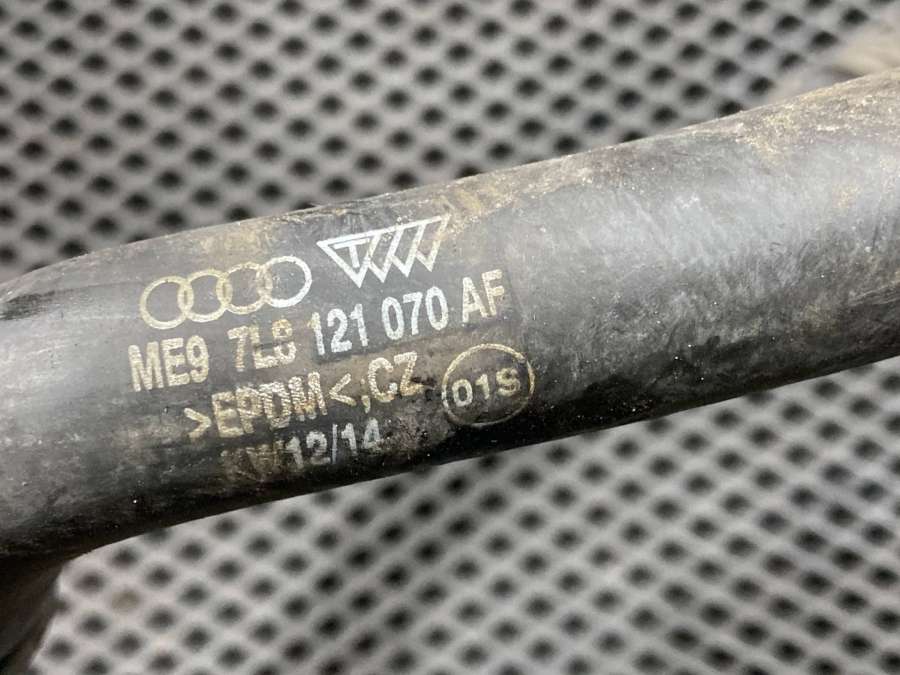 ME9 7L8 121 070 AF
>EPDM<;CZ
01S
KW12/14